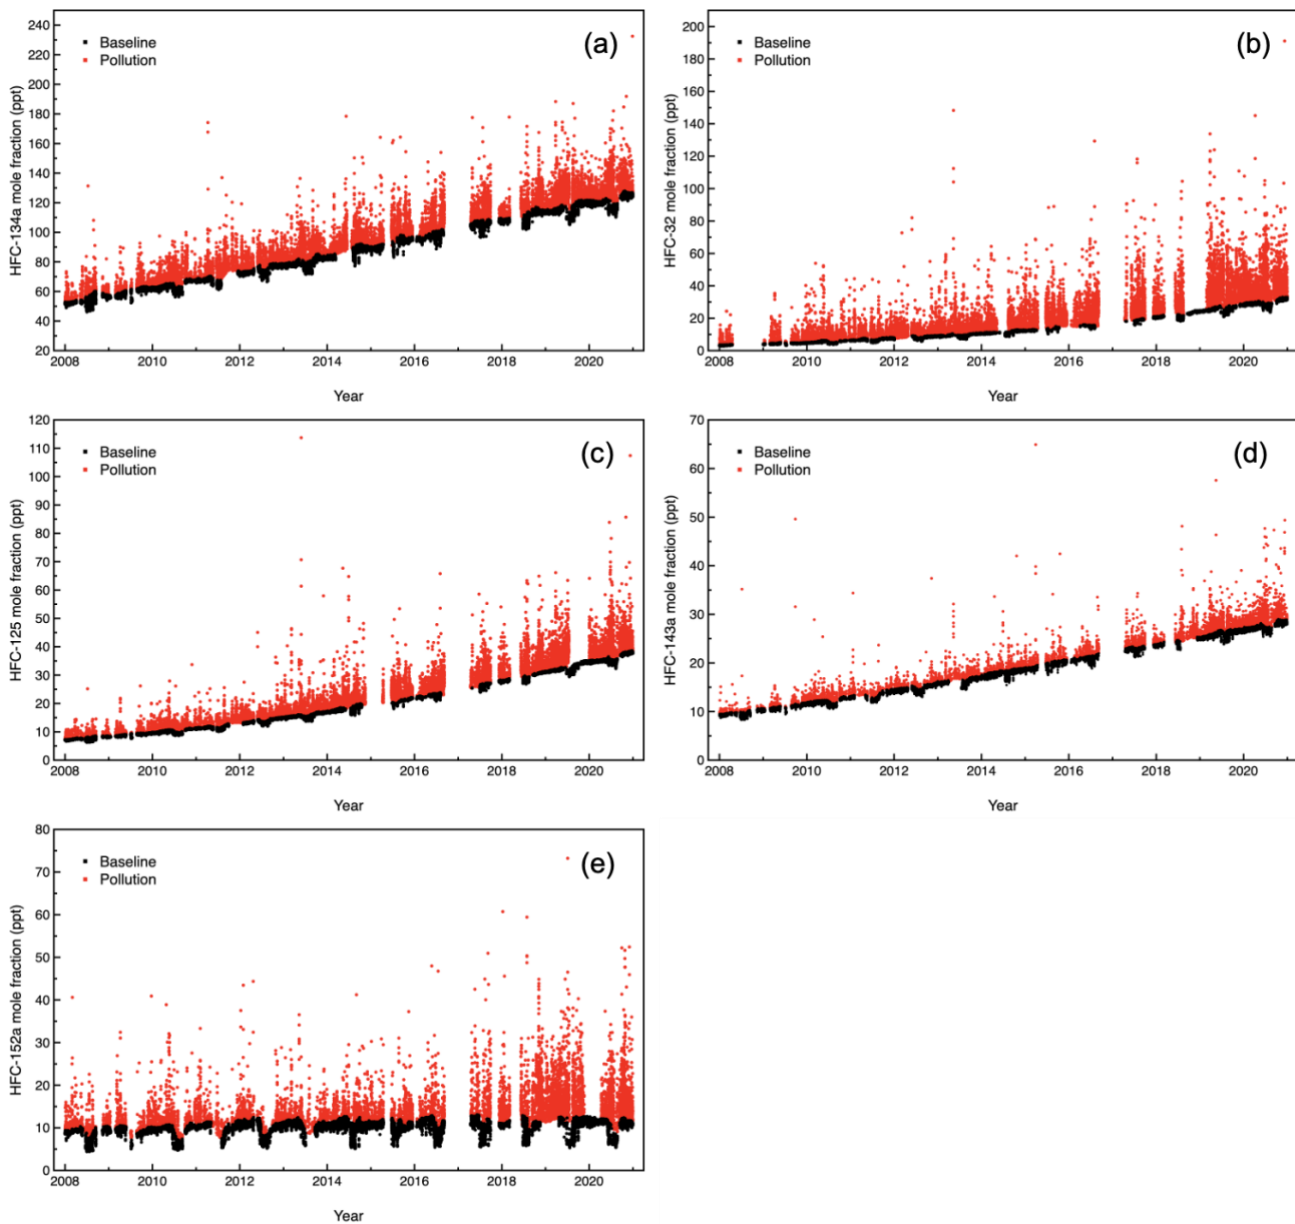 (a)
Baseline
Pollution
HFC-134a mole fraction (ppt)
240
220
200
180
160
140
120
100
80
60
40
20
2008 2010 2012 2014 2016 2018 2020
Year
(b)
Baseline
Pollution
HFC-32 mole fraction (ppt)
200
180
160
140
120
100
80
60
40
20
0
2008 2010 2012 2014 2016 2018 2020
Year
(c)
Baseline
Pollution
HFC-125 mole fraction (ppt)
120
110
100
90
80
70
60
50
40
30
20
10
0
2008 2010 2012 2014 2016 2018 2020
Year
(d)
Baseline
Pollution
HFC-143a mole fraction (ppt)
70
60
50
40
30
20
10
0
2008 2010 2012 2014 2016 2018 2020
Year
(e)
Baseline
Pollution
HFC-152a mole fraction (ppt)
80
70
60
50
40
30
20
10
0
2008 2010 2012 2014 2016 2018 2020
Year